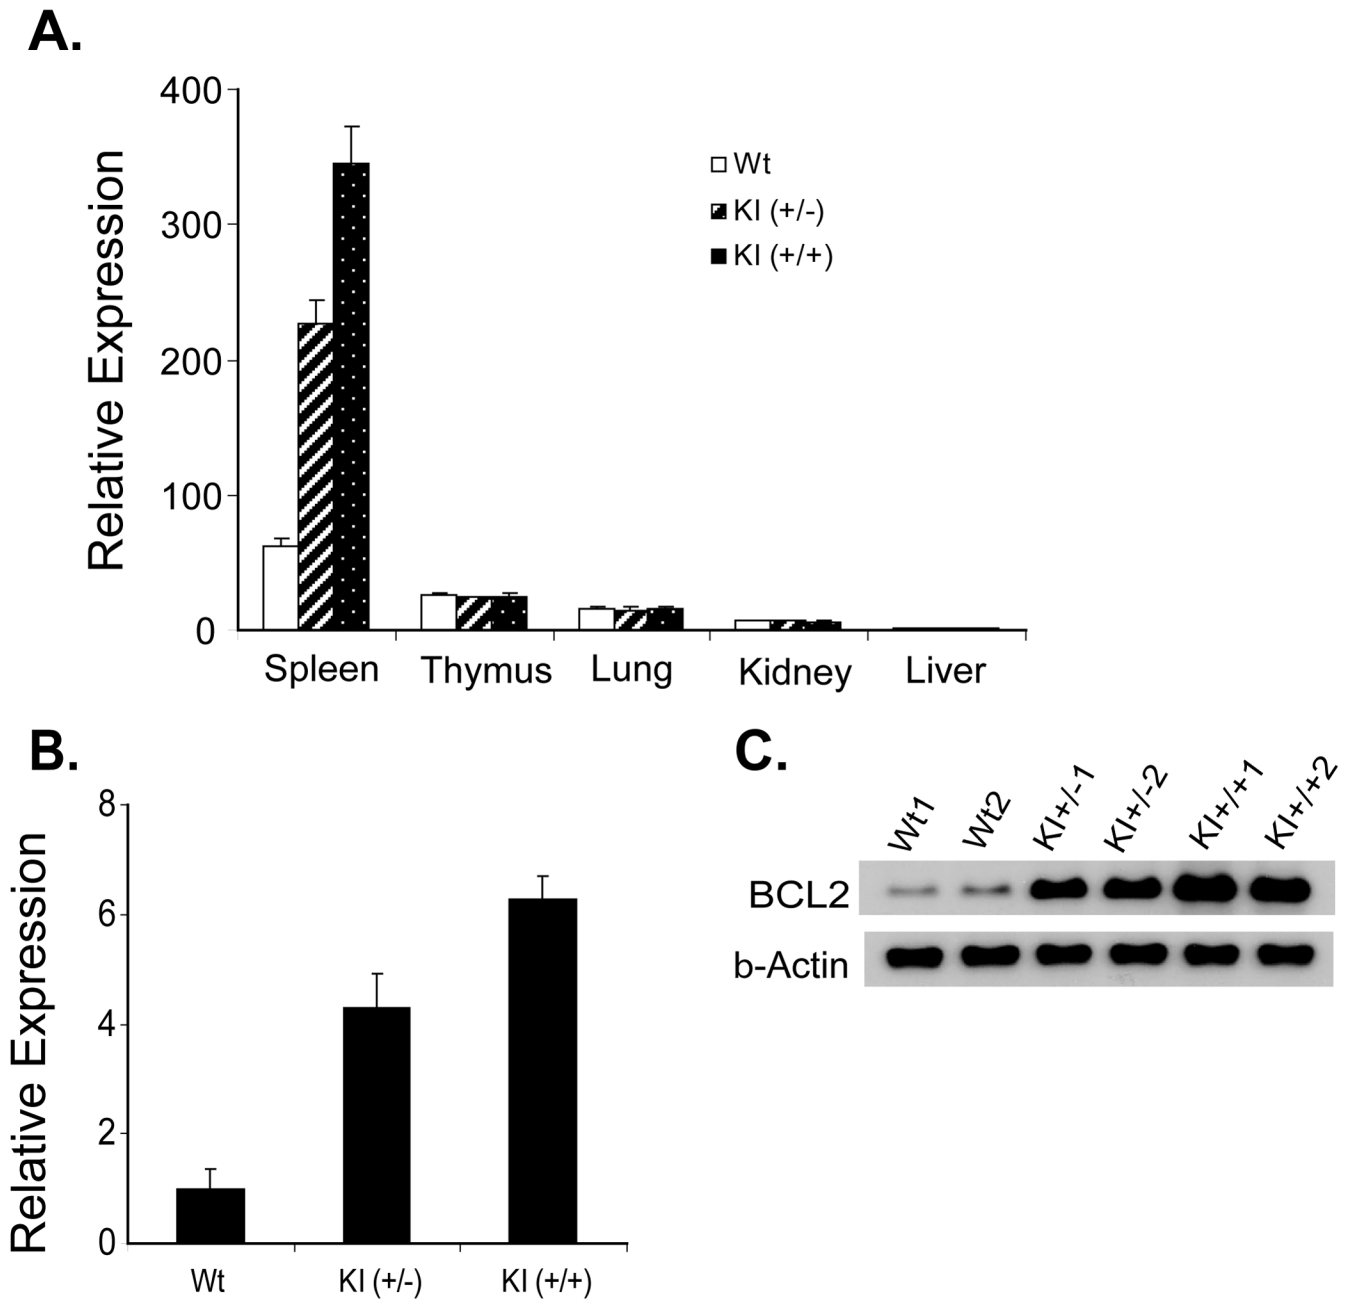 A.
Relative Expression
400
300
200
100
0
Wt
KI (+/-)
KI (+/+)
Spleen Thymus Lung Kidney Liver
B.
Relative Expression
8
6
4
2
0
Wt KI (+/-) KI (+/+)
C.
Wt1 Wt2 KI+/-1 KI+/-2 KI+/+1 KI+/+2
BCL2
b-Actin